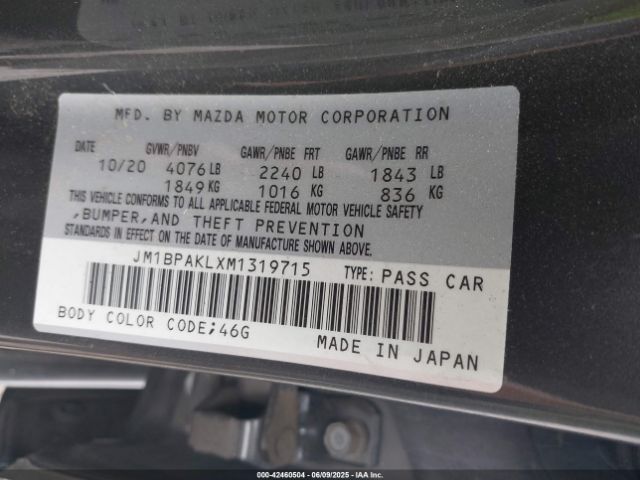 MFD. BY MAZDA MOTOR CORPORATION
DATE GVWR/PNBV GAWR/PNBE FRT GAWR/PNBE RR
10/20 4076 LB 2240 LB 1843 LB
1849 KG 1016 KG 836 KG
THIS VEHICLE CONFORMS TO ALL APPLICABLE FEDERAL MOTOR VEHICLE SAFETY
,BUMPER,AND THEFT PREVENTION
STANDARDS IN EFFECT ON THE DATE OF MANUFACTURE SHOWN ABOVE.
JM1BPAKLXM1319715 TYPE: PASS CAR
BODY COLOR CODE;46G
MADE IN JAPAN
000-42460504 - 06/09/2025 - IAAI.COM